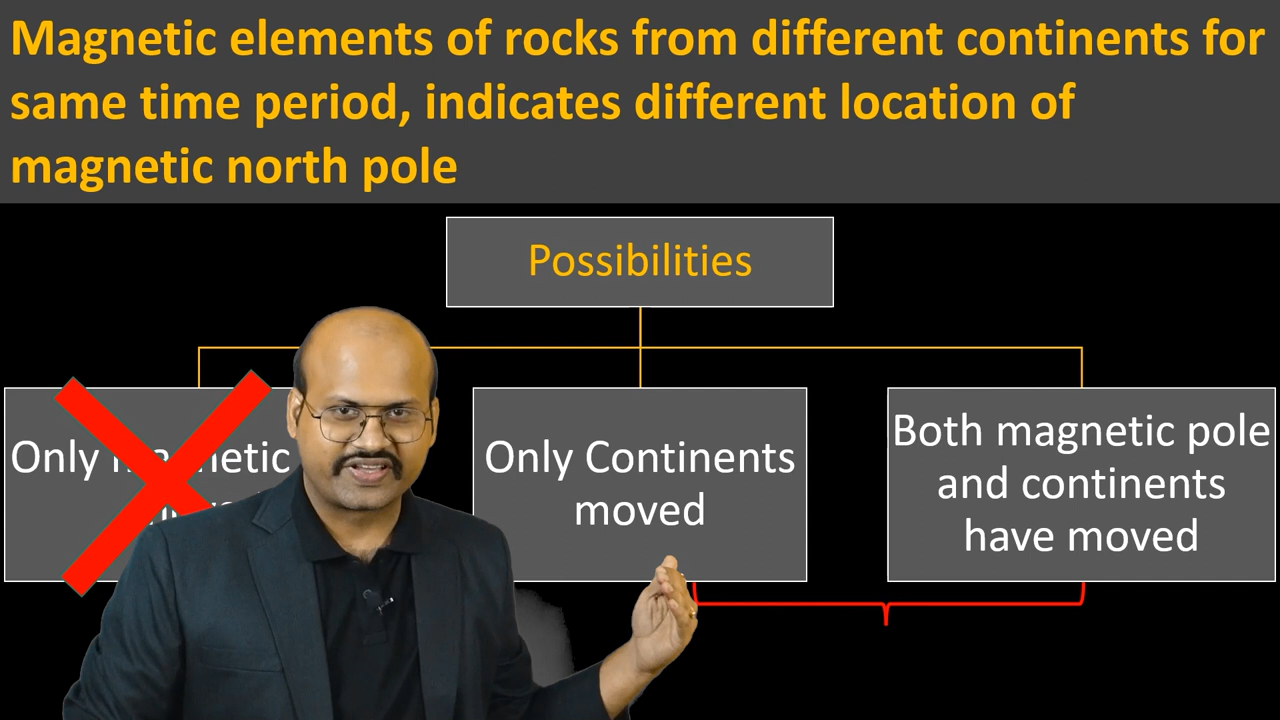 Magnetic elements of rocks from different continents for
same time period, indicates different location of
magnetic north pole
Possibilities
Only
Only Continents
moved
Both magnetic pole
and continents
have moved